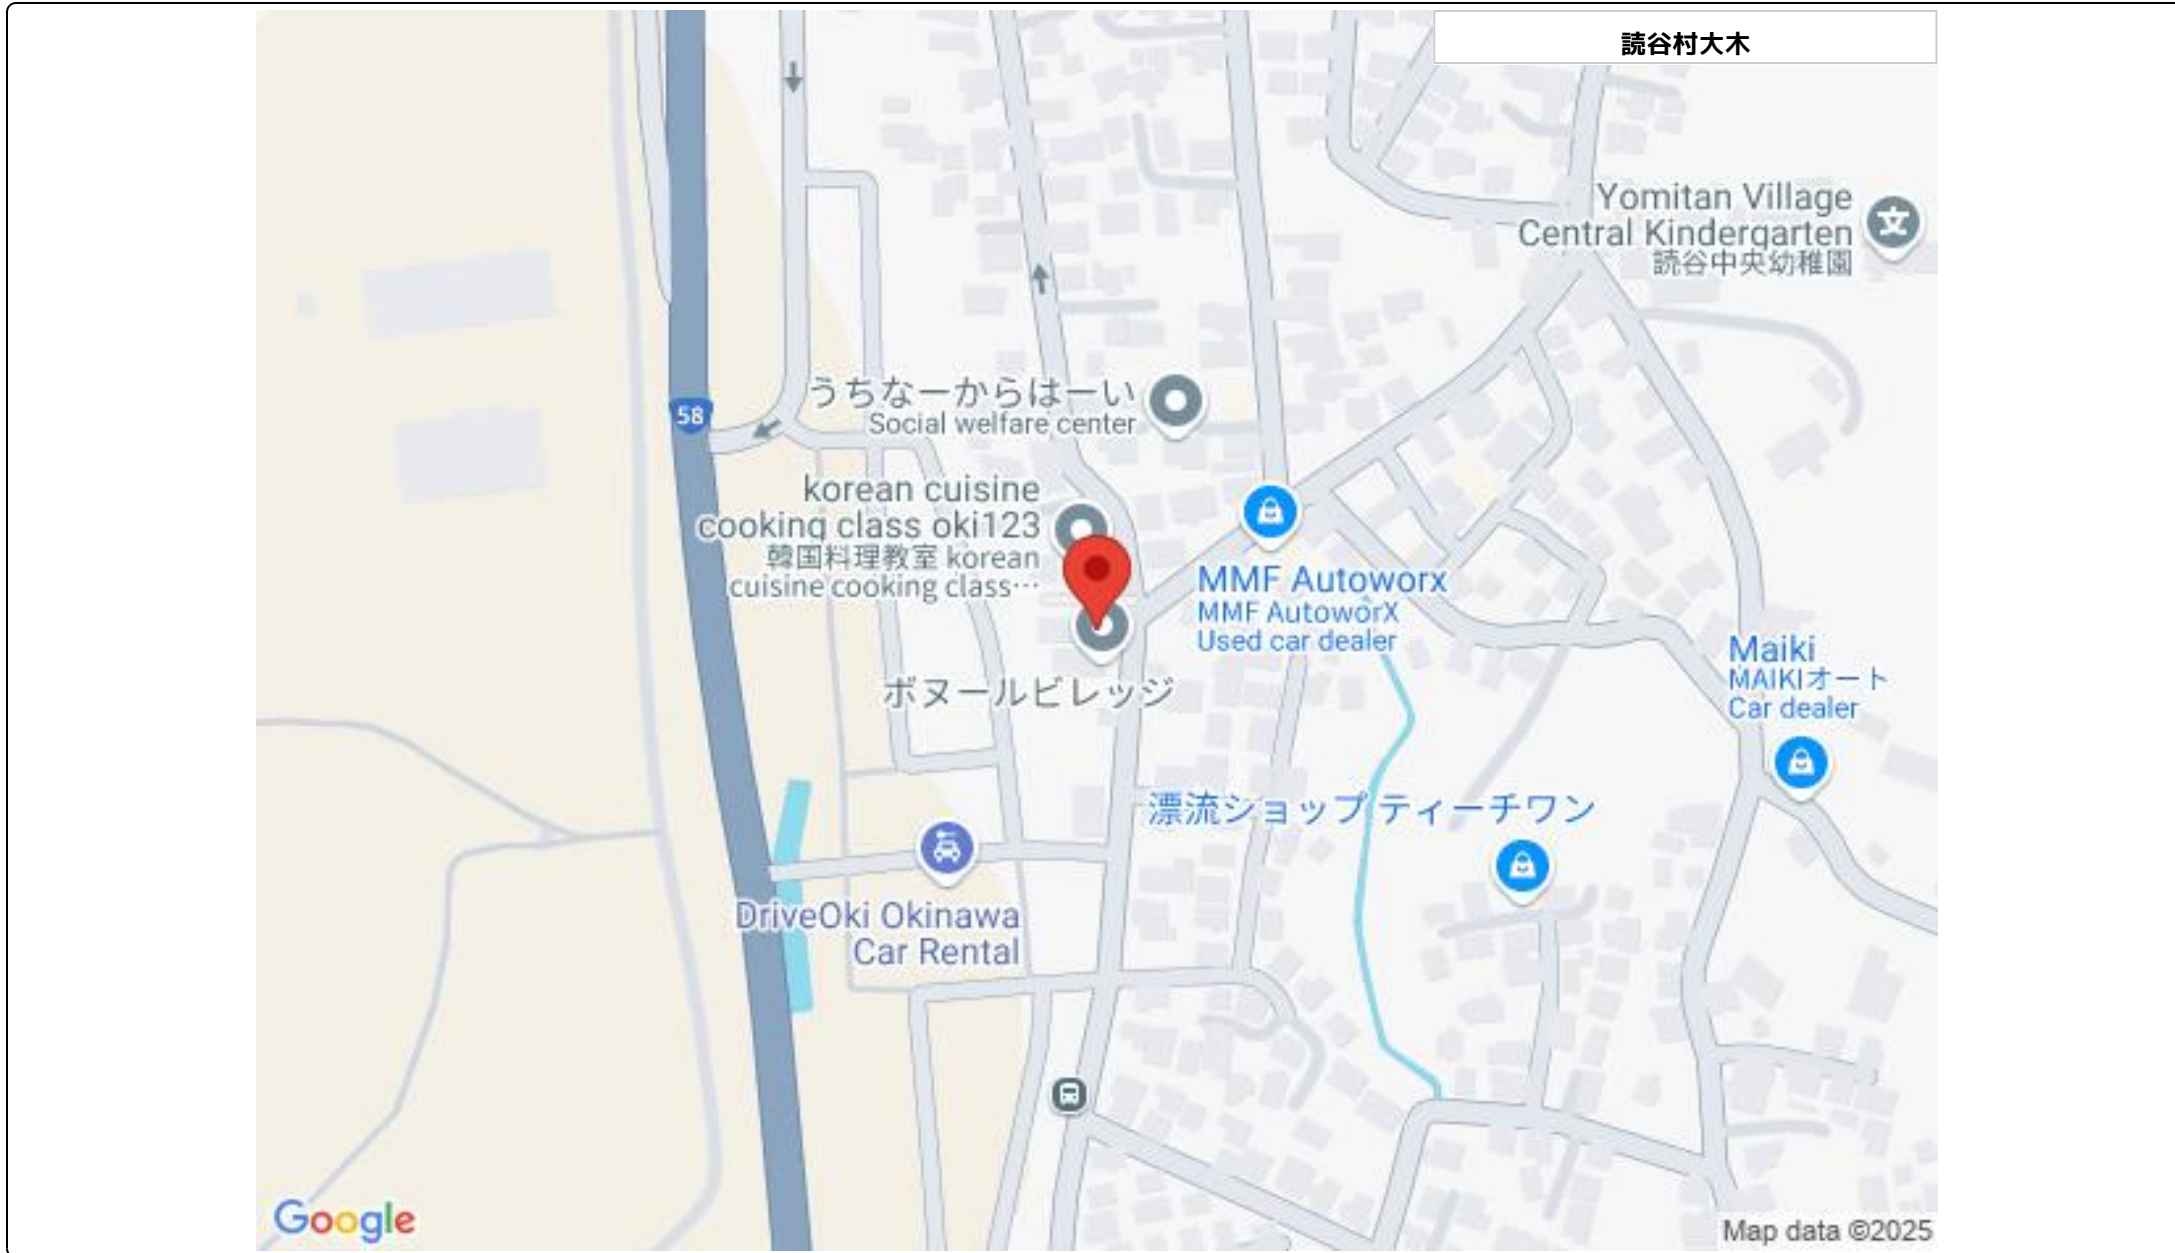 読谷村大木
Yomitan Village
Central Kindergarten
読谷中央幼稚園
うちなーからはーい
Social welfare center
58
korean cuisine
cooking class oki123
韓国料理教室 korean
cuisine cooking class…
MMF Autoworx
MMF AutoworX
Used car dealer
Maiki
MAIKIオート
Car dealer
ボヌールビレッジ
漂流ショップ ティーチワン
DriveOki Okinawa
Car Rental
Google
Map data ©2025